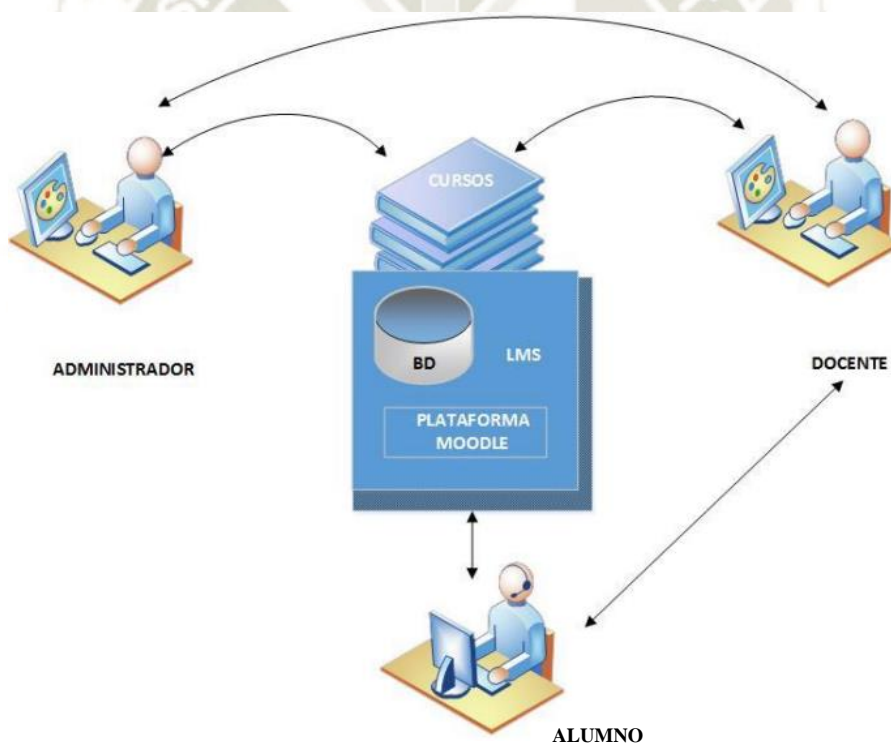 CURSOS
BD
LMS
ADMINISTRADOR
DOCENTE
PLATAFORMA
MOODLE
ALUMNO